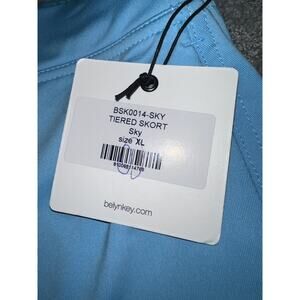 BSK0014-SKY
TIERED SKORT
Sky
size XL
belynkey.com